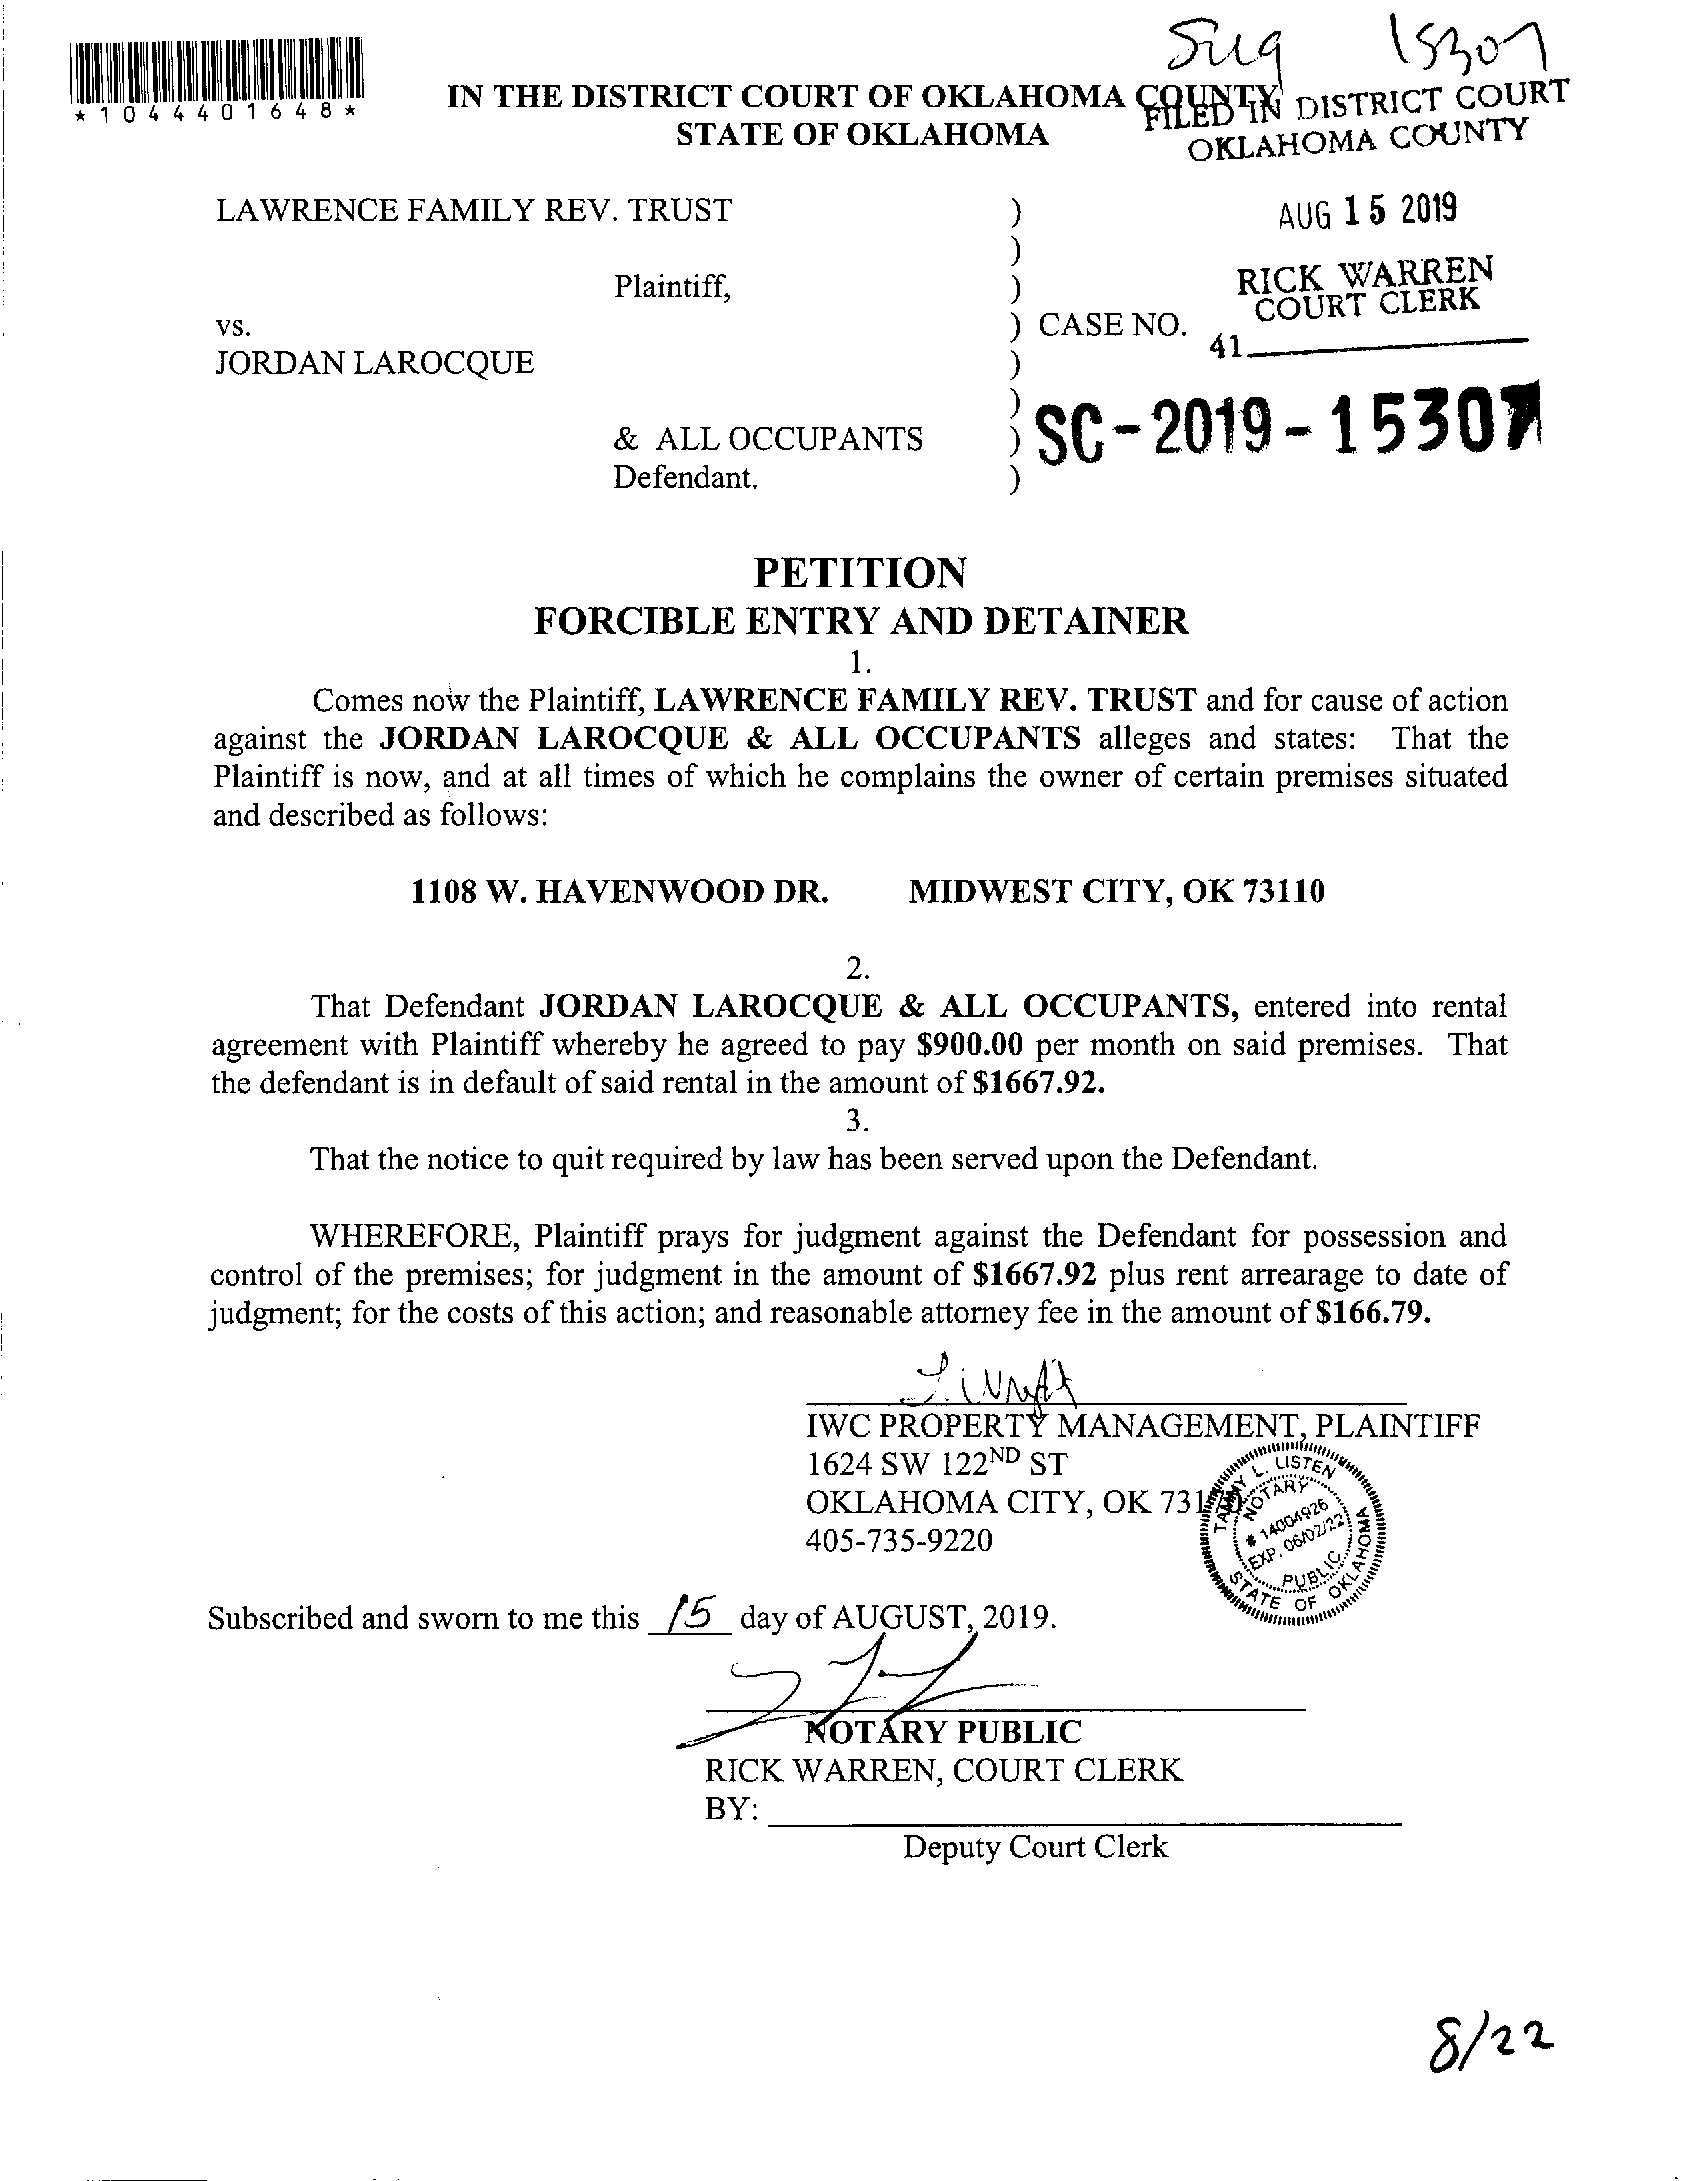 Sug 15307
*1044401648*
IN THE DISTRICT COURT OF OKLAHOMA COUNTY
STATE OF OKLAHOMA
FILED IN DISTRICT COURT
OKLAHOMA COUNTY
LAWRENCE FAMILY REV. TRUST )
AUG 15 2019
)
Plaintiff, )
RICK WARREN
COURT CLERK
vs. ) CASE NO.
41
JORDAN LAROCQUE )
)
& ALL OCCUPANTS ) SC-2019-15307
Defendant. )
PETITION
FORCIBLE ENTRY AND DETAINER
1.
Comes now the Plaintiff, LAWRENCE FAMILY REV. TRUST and for cause of action
against the JORDAN LAROCQUE & ALL OCCUPANTS alleges and states: That the
Plaintiff is now, and at all times of which he complains the owner of certain premises situated
and described as follows:
1108 W. HAVENWOOD DR. MIDWEST CITY, OK 73110
2.
That Defendant JORDAN LAROCQUE & ALL OCCUPANTS, entered into rental
agreement with Plaintiff whereby he agreed to pay $900.00 per month on said premises. That
the defendant is in default of said rental in the amount of $1667.92.
3.
That the notice to quit required by law has been served upon the Defendant.
WHEREFORE, Plaintiff prays for judgment against the Defendant for possession and
control of the premises; for judgment in the amount of $1667.92 plus rent arrearage to date of
judgment; for the costs of this action; and reasonable attorney fee in the amount of $166.79.
IWC PROPERTY MANAGEMENT, PLAINTIFF
1624 SW 122ND ST
OKLAHOMA CITY, OK
405-735-9220
TAMMY L. LISTEN
NOTARY
# 14004926
EXP. 06/02/22
PUBLIC
STATE OF OKLAHOMA
Subscribed and sworn to me this 15 day of AUGUST, 2019.
NOTARY PUBLIC
RICK WARREN, COURT CLERK
BY:
Deputy Court Clerk
8/22